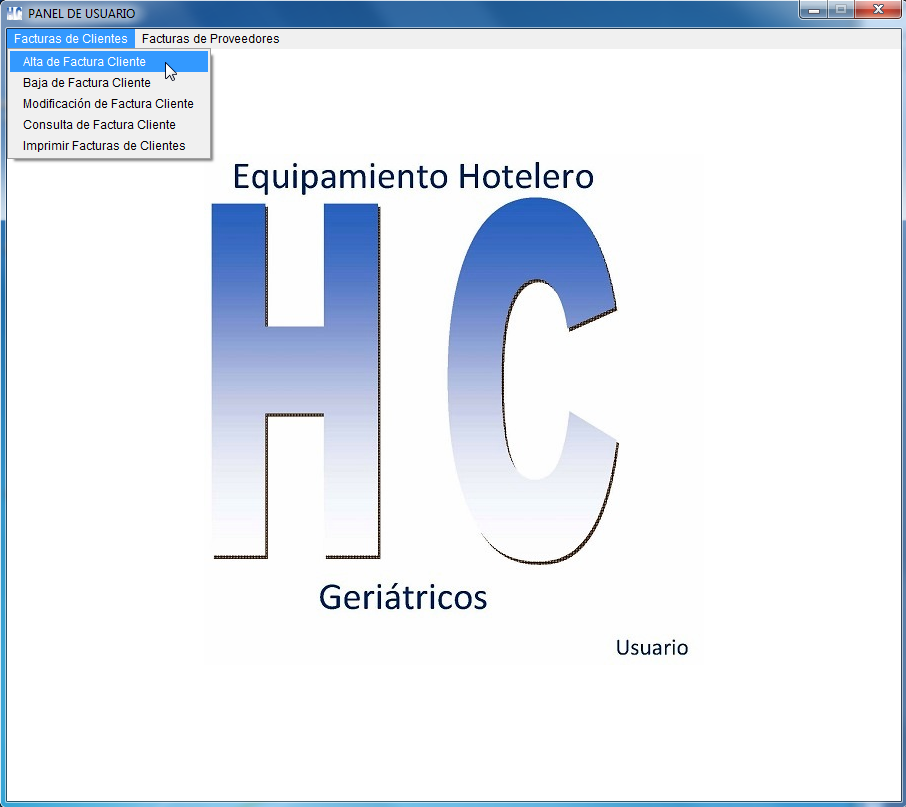 HC PANEL DE USUARIO
Facturas de Clientes Facturas de Proveedores
Alta de Factura Cliente
Baja de Factura Cliente
Modificación de Factura Cliente
Consulta de Factura Cliente
Imprimir Facturas de Clientes
Equipamiento Hotelero
HC
Geriátricos
Usuario